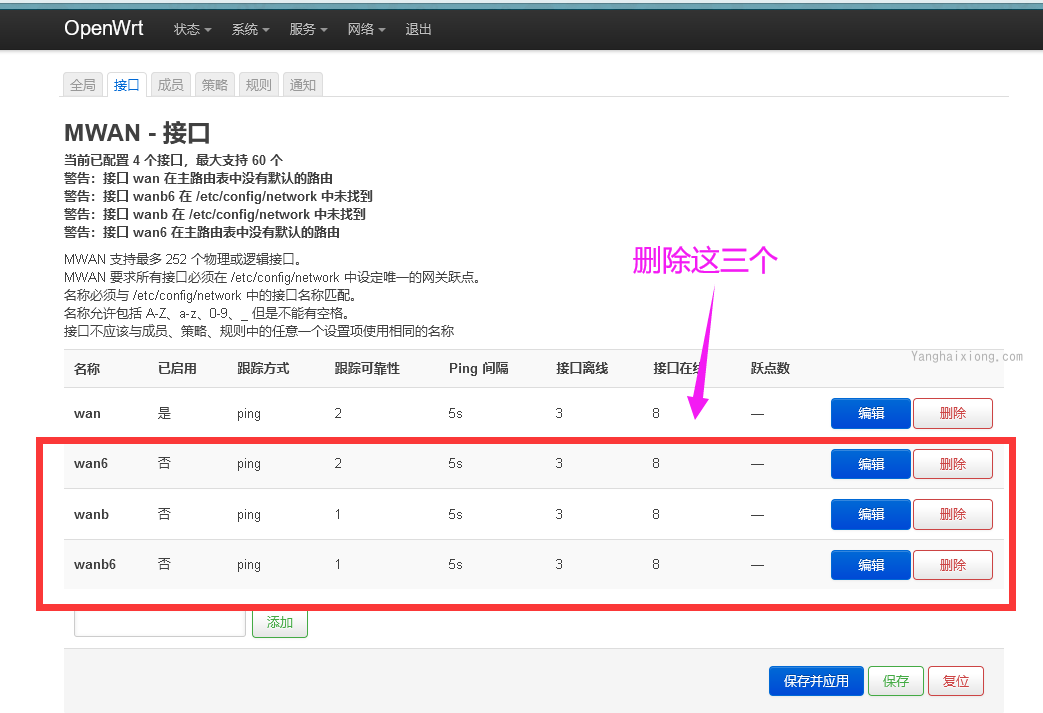 OpenWrt 状态 系统 服务 网络 退出
全局 接口 成员 策略 规则 通知
MWAN - 接口
当前已配置 4 个接口，最大支持 60 个
警告：接口 wan 在主路由表中没有默认的路由
警告：接口 wanb6 在 /etc/config/network 中未找到
警告：接口 wanb 在 /etc/config/network 中未找到
警告：接口 wan6 在主路由表中没有默认的路由
删除这三个
MWAN 支持最多 252 个物理或逻辑接口。
MWAN 要求所有接口必须在 /etc/config/network 中设定唯一的网关跃点。
名称必须与 /etc/config/network 中的接口名称匹配。
名称允许包括 A-Z、a-z、0-9、_ 但是不能有空格。
接口不应该与成员、策略、规则中的任意一个设置项使用相同的名称
Yanghaixiong.com
名称 已启用 跟踪方式 跟踪可靠性 Ping 间隔 接口离线 接口在线 跃点数
wan 是 ping 2 5s 3 8 — 编辑 删除
wan6 否 ping 2 5s 3 8 — 编辑 删除
wanb 否 ping 1 5s 3 8 — 编辑 删除
wanb6 否 ping 1 5s 3 8 — 编辑 删除
添加
保存并应用 保存 复位